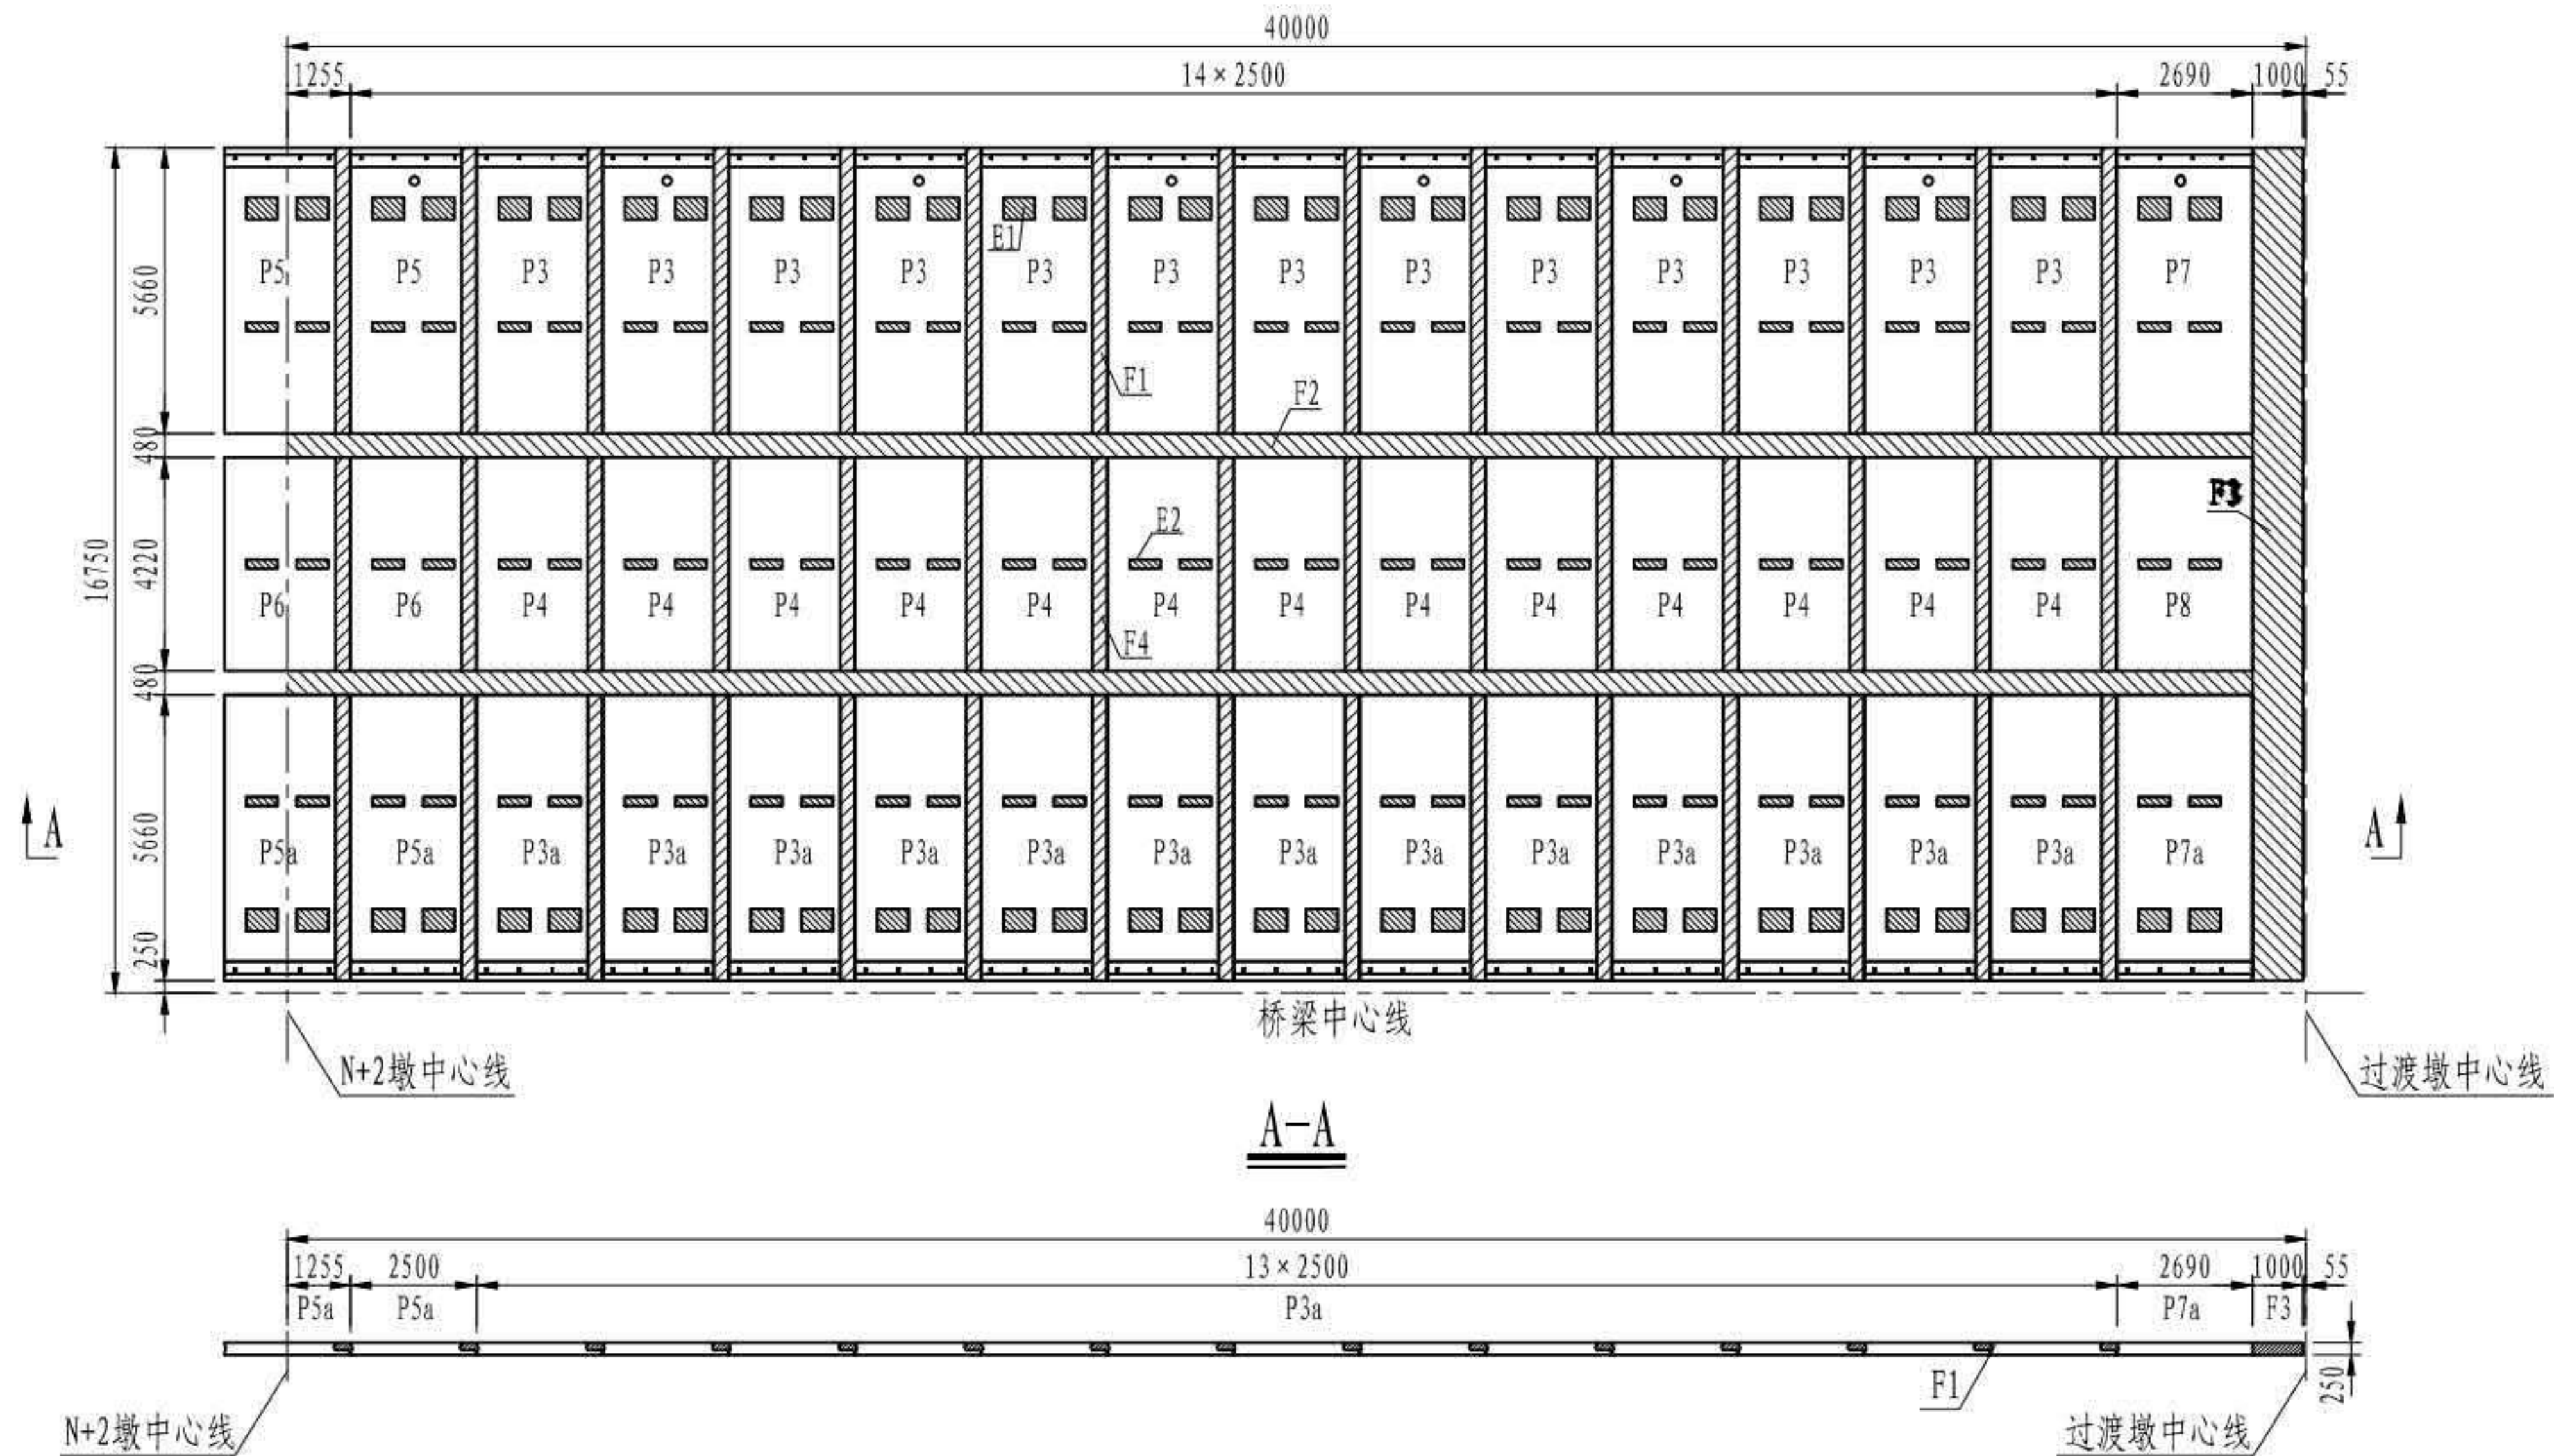 40000
1255 14×2500 2690 1000 55
5660 480 4220 480 5660 250
16750
E1
P5 P5 P3 P3 P3 P3 P3 P3 P3 P3 P3 P3 P3 P3 P3 P7
F1
F2
F3
E2
P6 P6 P4 P4 P4 P4 P4 P4 P4 P4 P4 P4 P4 P4 P4 P8
F4
A A
P5a P5a P3a P3a P3a P3a P3a P3a P3a P3a P3a P3a P3a P3a P3a P7a
桥梁中心线
N+2墩中心线
过渡墩中心线
A-A
40000
1255 2500 13×2500 2690 1000 55
P5a P5a P3a P7a F3
F1
250
N+2墩中心线
过渡墩中心线